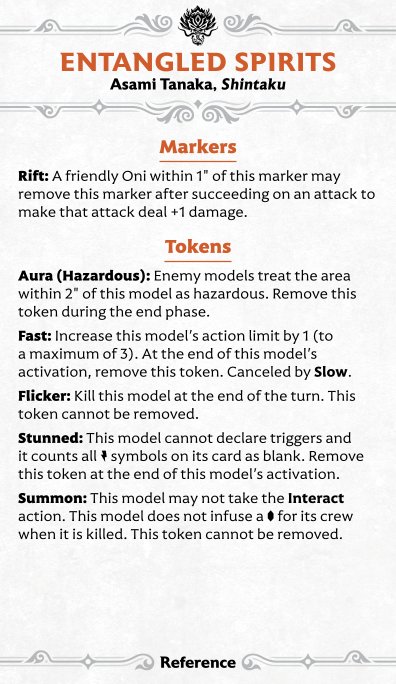 ENTANGLED SPIRITS
Asami Tanaka, Shintaku
Markers
Rift: A friendly Oni within 1" of this marker may
remove this marker after succeeding on an attack to
make that attack deal +1 damage.
Tokens
Aura (Hazardous): Enemy models treat the area
within 2" of this model as hazardous. Remove this
token during the end phase.
Fast: Increase this model's action limit by 1 (to
a maximum of 3). At the end of this model's
activation, remove this token. Canceled by Slow.
Flicker: Kill this model at the end of the turn. This
token cannot be removed.
Stunned: This model cannot declare triggers and
it counts all symbols on its card as blank. Remove
this token at the end of this model's activation.
Summon: This model may not take the Interact
action. This model does not infuse a for its crew
when it is killed. This token cannot be removed.
Reference